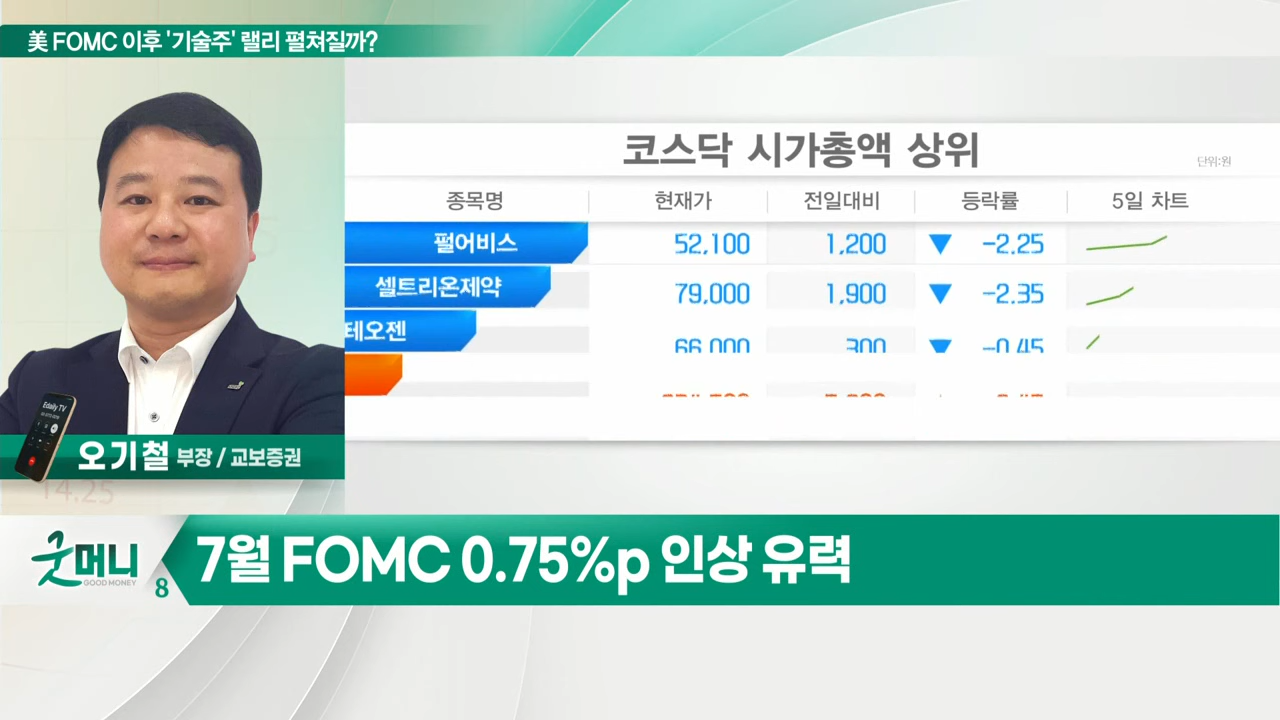 美 FOMC 이후 '기술주' 랠리 펼쳐질까?
코스닥 시가총액 상위
단위:원
종목명 현재가 전일대비 등락률 5일 차트
펄어비스 52,100 1,200 ▼ -2.25
셀트리온제약 79,000 1,900 ▼ -2.35
테오젠 66,000 300 ▼ -0.45
Edaily TV
오기철 부장 / 교보증권
14.25
굿머니
GOOD MONEY
8
7월 FOMC 0.75%p 인상 유력